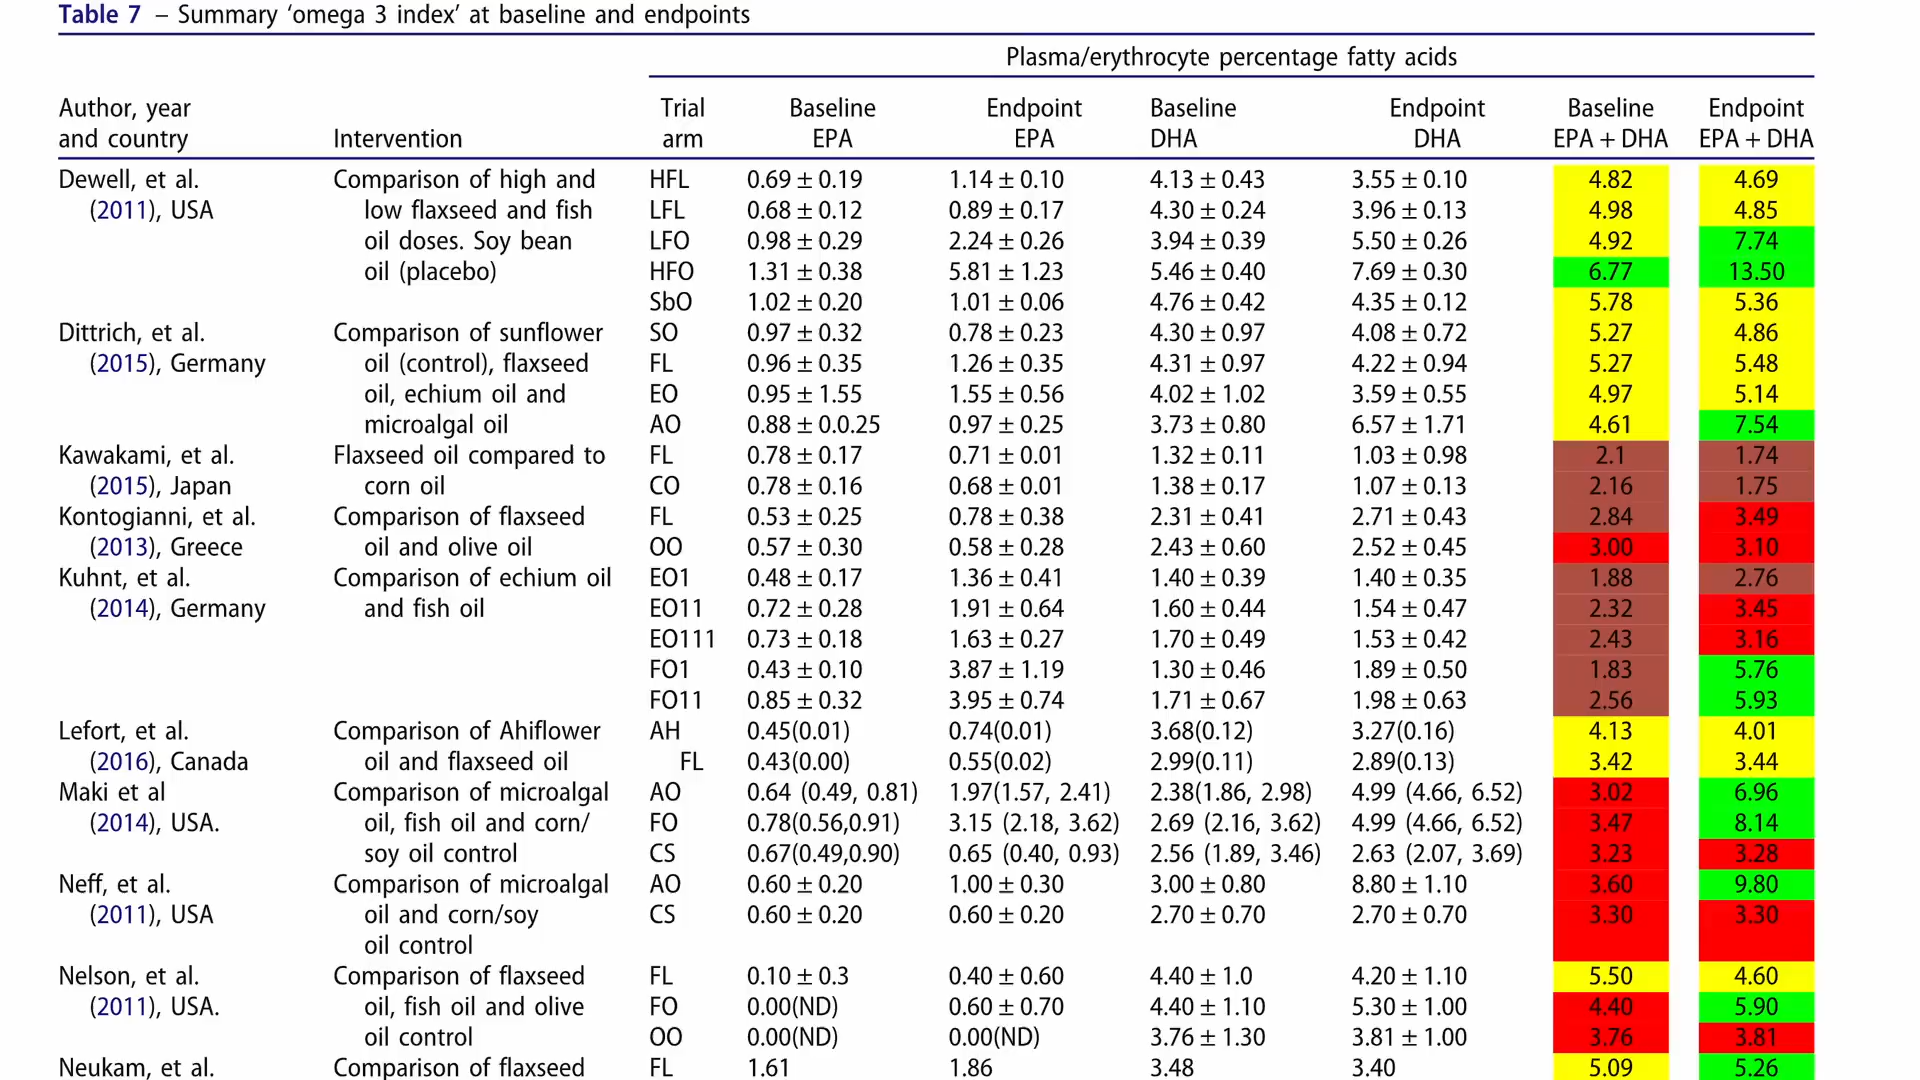 Table 7 – Summary ‘omega 3 index’ at baseline and endpoints
Plasma/erythrocyte percentage fatty acids
Author, year and country Intervention Trial arm Baseline EPA Endpoint EPA Baseline DHA Endpoint DHA Baseline EPA + DHA Endpoint EPA + DHA
Dewell, et al. Comparison of high and HFL 0.69 ± 0.19 1.14 ± 0.10 4.13 ± 0.43 3.55 ± 0.10 4.82 4.69
(2011), USA low flaxseed and fish LFL 0.68 ± 0.12 0.89 ± 0.17 4.30 ± 0.24 3.96 ± 0.13 4.98 4.85
oil doses. Soy bean LFO 0.98 ± 0.29 2.24 ± 0.26 3.94 ± 0.39 5.50 ± 0.26 4.92 7.74
oil (placebo) HFO 1.31 ± 0.38 5.81 ± 1.23 5.46 ± 0.40 7.69 ± 0.30 6.77 13.50
SbO 1.02 ± 0.20 1.01 ± 0.06 4.76 ± 0.42 4.35 ± 0.12 5.78 5.36
Dittrich, et al. Comparison of sunflower SO 0.97 ± 0.32 0.78 ± 0.23 4.30 ± 0.97 4.08 ± 0.72 5.27 4.86
(2015), Germany oil (control), flaxseed FL 0.96 ± 0.35 1.26 ± 0.35 4.31 ± 0.97 4.22 ± 0.94 5.27 5.48
oil, echium oil and EO 0.95 ± 1.55 1.55 ± 0.56 4.02 ± 1.02 3.59 ± 0.55 4.97 5.14
microalgal oil AO 0.88 ± 0.0.25 0.97 ± 0.25 3.73 ± 0.80 6.57 ± 1.71 4.61 7.54
Kawakami, et al. Flaxseed oil compared to FL 0.78 ± 0.17 0.71 ± 0.01 1.32 ± 0.11 1.03 ± 0.98 2.1 1.74
(2015), Japan corn oil CO 0.78 ± 0.16 0.68 ± 0.01 1.38 ± 0.17 1.07 ± 0.13 2.16 1.75
Kontogianni, et al. Comparison of flaxseed FL 0.53 ± 0.25 0.78 ± 0.38 2.31 ± 0.41 2.71 ± 0.43 2.84 3.49
(2013), Greece oil and olive oil OO 0.57 ± 0.30 0.58 ± 0.28 2.43 ± 0.60 2.52 ± 0.45 3.00 3.10
Kuhnt, et al. Comparison of echium oil EO1 0.48 ± 0.17 1.36 ± 0.41 1.40 ± 0.39 1.40 ± 0.35 1.88 2.76
(2014), Germany and fish oil EO11 0.72 ± 0.28 1.91 ± 0.64 1.60 ± 0.44 1.54 ± 0.47 2.32 3.45
EO111 0.73 ± 0.18 1.63 ± 0.27 1.70 ± 0.49 1.53 ± 0.42 2.43 3.16
FO1 0.43 ± 0.10 3.87 ± 1.19 1.30 ± 0.46 1.89 ± 0.50 1.83 5.76
FO11 0.85 ± 0.32 3.95 ± 0.74 1.71 ± 0.67 1.98 ± 0.63 2.56 5.93
Lefort, et al. Comparison of Ahiflower AH 0.45(0.01) 0.74(0.01) 3.68(0.12) 3.27(0.16) 4.13 4.01
(2016), Canada oil and flaxseed oil FL 0.43(0.00) 0.55(0.02) 2.99(0.11) 2.89(0.13) 3.42 3.44
Maki et al Comparison of microalgal AO 0.64 (0.49, 0.81) 1.97(1.57, 2.41) 2.38(1.86, 2.98) 4.99 (4.66, 6.52) 3.02 6.96
(2014), USA. oil, fish oil and corn/ FO 0.78(0.56,0.91) 3.15 (2.18, 3.62) 2.69 (2.16, 3.62) 4.99 (4.66, 6.52) 3.47 8.14
soy oil control CS 0.67(0.49,0.90) 0.65 (0.40, 0.93) 2.56 (1.89, 3.46) 2.63 (2.07, 3.69) 3.23 3.28
Neff, et al. Comparison of microalgal AO 0.60 ± 0.20 1.00 ± 0.30 3.00 ± 0.80 8.80 ± 1.10 3.60 9.80
(2011), USA oil and corn/soy CS 0.60 ± 0.20 0.60 ± 0.20 2.70 ± 0.70 2.70 ± 0.70 3.30 3.30
oil control
Nelson, et al. Comparison of flaxseed FL 0.10 ± 0.3 0.40 ± 0.60 4.40 ± 1.0 4.20 ± 1.10 5.50 4.60
(2011), USA. oil, fish oil and olive FO 0.00(ND) 0.60 ± 0.70 4.40 ± 1.10 5.30 ± 1.00 4.40 5.90
oil control OO 0.00(ND) 0.00(ND) 3.76 ± 1.30 3.81 ± 1.00 3.76 3.81
Neukam, et al. Comparison of flaxseed FL 1.61 1.86 3.48 3.40 5.09 5.26